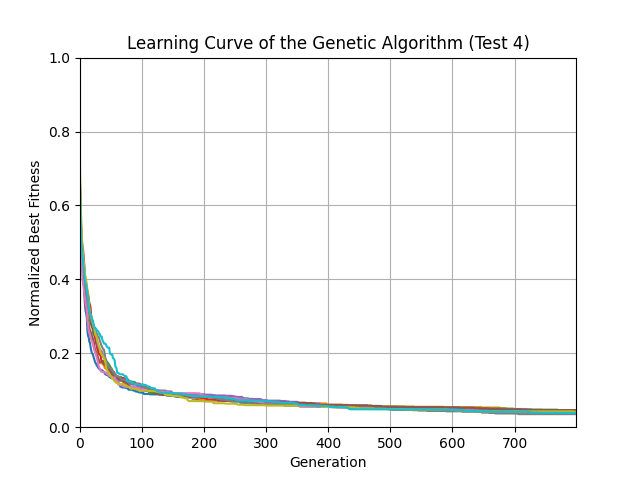 Learning Curve of the Genetic Algorithm (Test 4)
1.0
0.8
0.6
0.4
0.2
0.0
Normalized Best Fitness
0 100 200 300 400 500 600 700
Generation